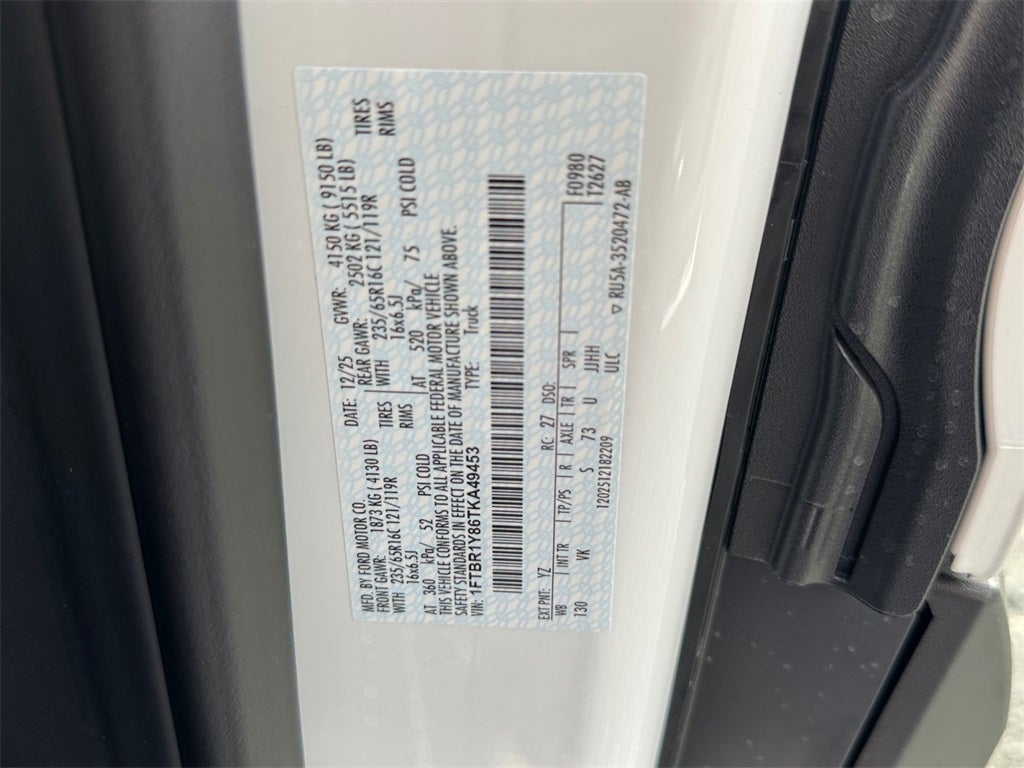 MFD. BY FORD MOTOR CO. DATE: 12/25 GVWR: 4150 KG ( 9150 LB)
FRONT GAWR: 1873 KG ( 4130 LB) REAR GAWR: 2502 KG ( 5515 LB)
WITH 235/65R16C 121/119R TIRES WITH 235/65R16C 121/119R TIRES
16x6.5J RIMS 16x6.5J RIMS
AT 360 kPa/ 52 PSI COLD AT 520 kPa/ 75 PSI COLD
THIS VEHICLE CONFORMS TO ALL APPLICABLE FEDERAL MOTOR VEHICLE
SAFETY STANDARDS IN EFFECT ON THE DATE OF MANUFACTURE SHOWN ABOVE.
VIN: 1FTBR1Y86TKA49453 TYPE: Truck
EXT PNT: YZ RC: 27 DSO: F0980
WB INT TR TP/PS R AXLE TR SPR T2627
130 VK S 73 U JJHH
120251218209 ULC ▽ RU5A-3520472-AB